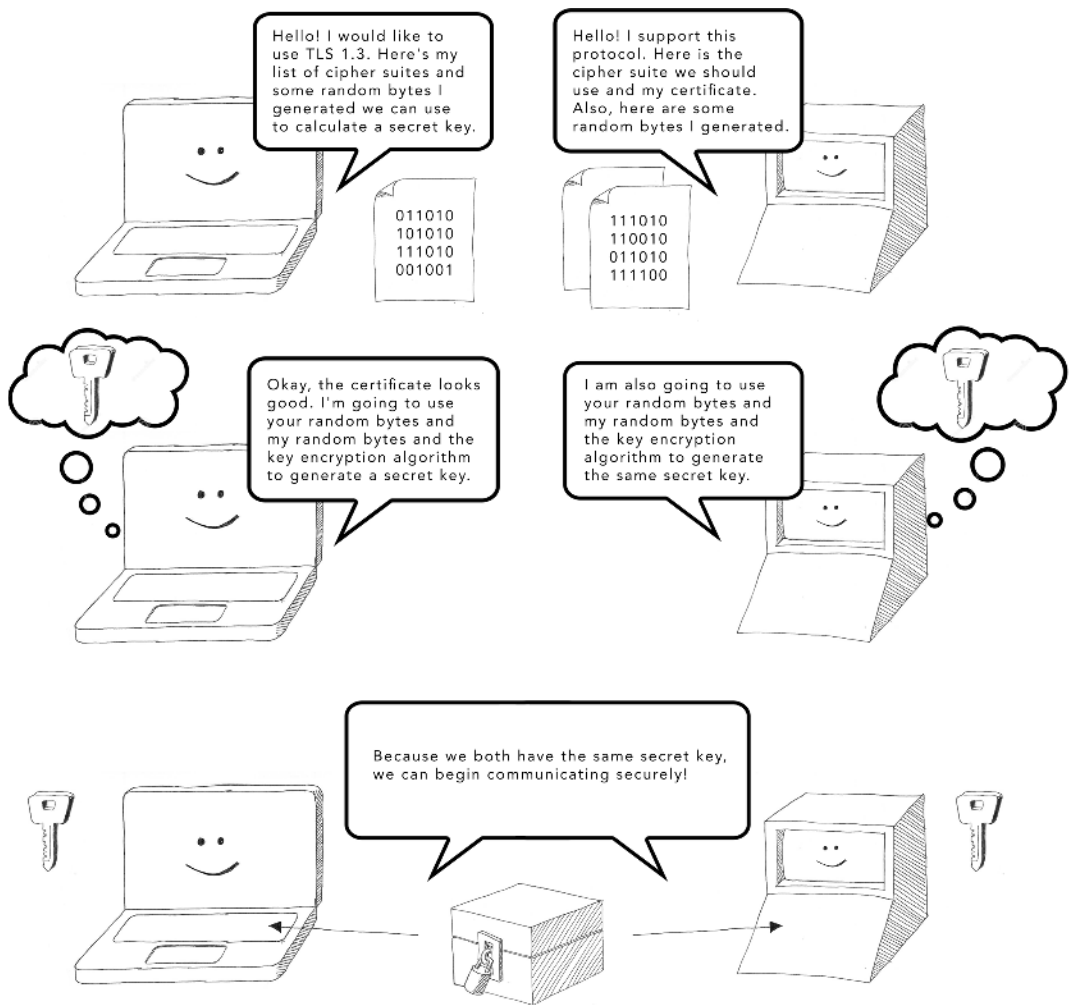 Hello! I would like to
use TLS 1.3. Here's my
list of cipher suites and
some random bytes I
generated we can use
to calculate a secret key.
Hello! I support this
protocol. Here is the
cipher suite we should
use and my certificate.
Also, here are some
random bytes I generated.
011010
101010
111010
001001
111010
110010
011010
111100
Okay, the certificate looks
good. I'm going to use
your random bytes and
my random bytes and the
key encryption algorithm
to generate a secret key.
I am also going to use
your random bytes and
my random bytes and
the key encryption
algorithm to generate
the same secret key.
Because we both have the same secret key,
we can begin communicating securely!